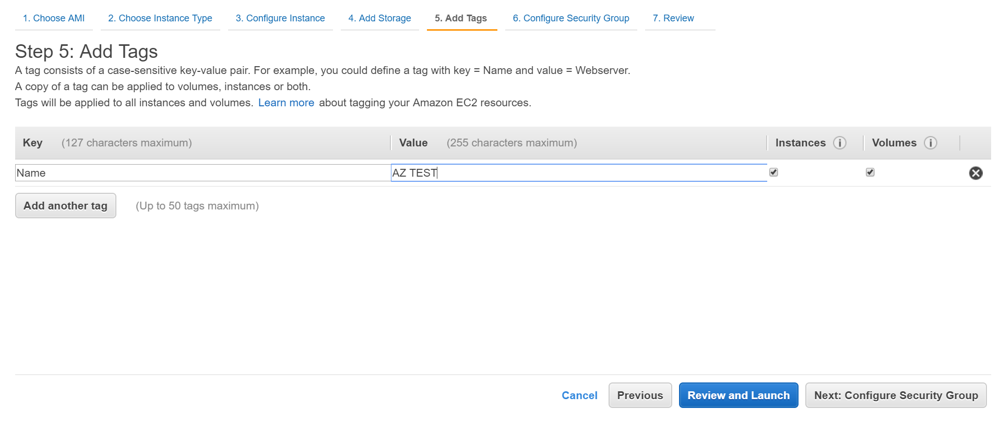 1. Choose AMI 2. Choose Instance Type 3. Configure Instance 4. Add Storage 5. Add Tags 6. Configure Security Group 7. Review
Step 5: Add Tags
A tag consists of a case-sensitive key-value pair. For example, you could define a tag with key = Name and value = Webserver.
A copy of a tag can be applied to volumes, instances or both.
Tags will be applied to all instances and volumes. Learn more about tagging your Amazon EC2 resources.
Key (127 characters maximum) Value (255 characters maximum) Instances i Volumes i
Name AZ TEST
Add another tag (Up to 50 tags maximum)
Cancel Previous Review and Launch Next: Configure Security Group